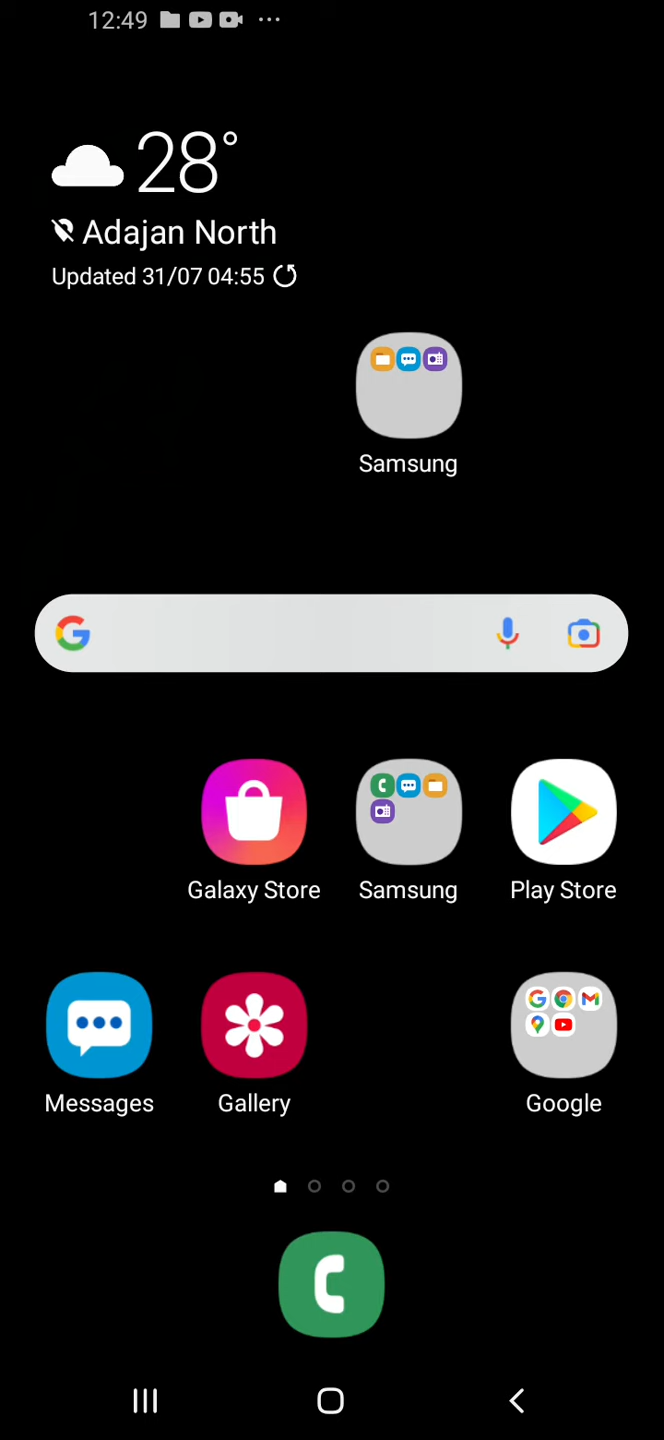 12:49
28°
Adajan North
Updated 31/07 04:55
Samsung
Galaxy Store
Samsung
Play Store
Messages
Gallery
Google